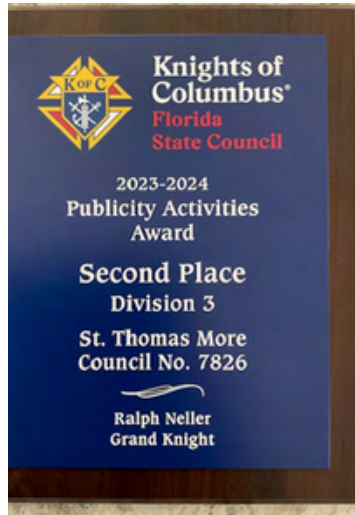 K OF C
Knights of
Columbus®
Florida
State Council
2023-2024
Publicity Activities
Award
Second Place
Division 3
St. Thomas More
Council No. 7826
Ralph Neller
Grand Knight